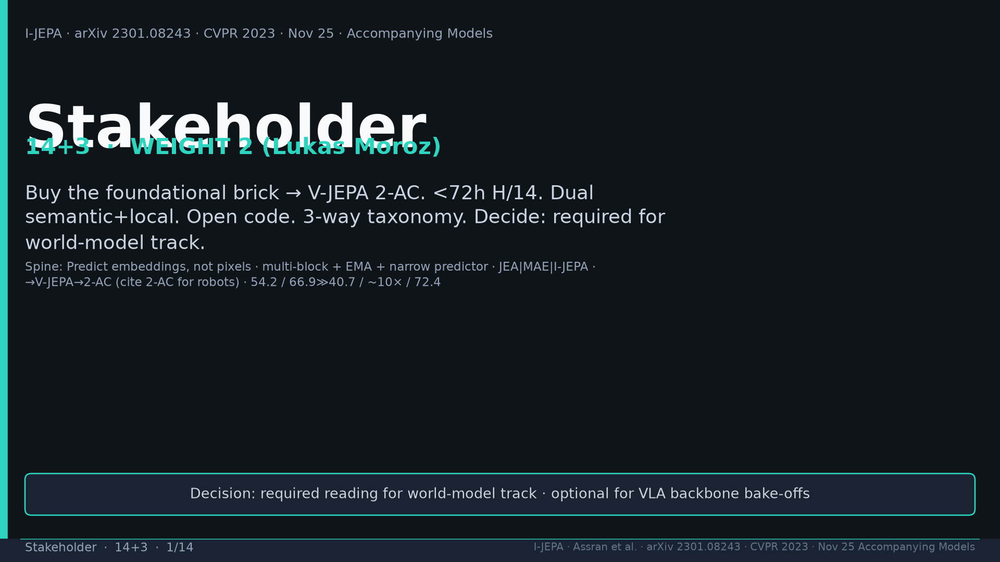 I-JEPA · arXiv 2301.08243 · CVPR 2023 · Nov 25 · Accompanying Models
Stakeholder
14+3 · WEIGHT 2 (Lukas Moroz)
Buy the foundational brick → V-JEPA 2-AC. <72h H/14. Dual
semantic+local. Open code. 3-way taxonomy. Decide: required for
world-model track.
Spine: Predict embeddings, not pixels · multi-block + EMA + narrow predictor · JEA|MAE|I-JEPA ·
→V-JEPA→2-AC (cite 2-AC for robots) · 54.2 / 66.9≫40.7 / ~10× / 72.4
Decision: required reading for world-model track · optional for VLA backbone bake-offs
Stakeholder · 14+3 · 1/14
I-JEPA · Assran et al. · arXiv 2301.08243 · CVPR 2023 · Nov 25 Accompanying Models